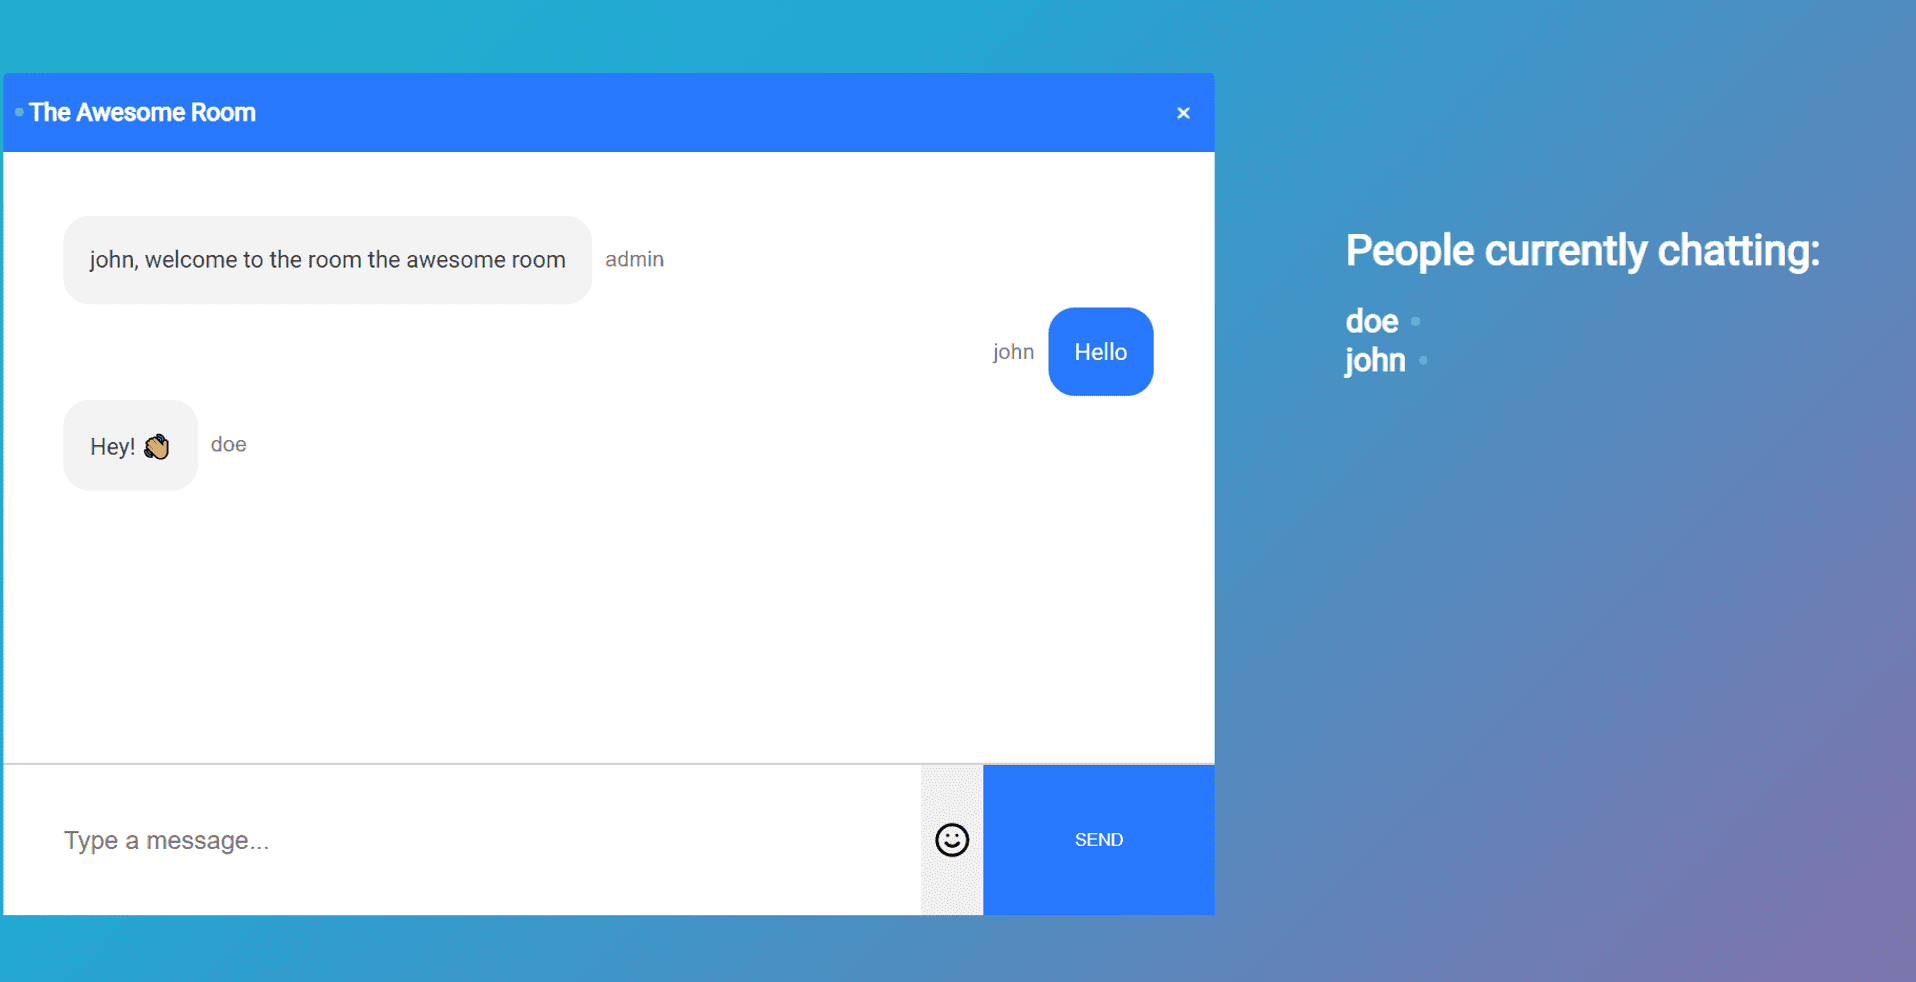 The Awesome Room
×
john, welcome to the room the awesome room admin
john Hello
Hey! 👋🏽 doe
Type a message...
SEND
People currently chatting:
doe
john